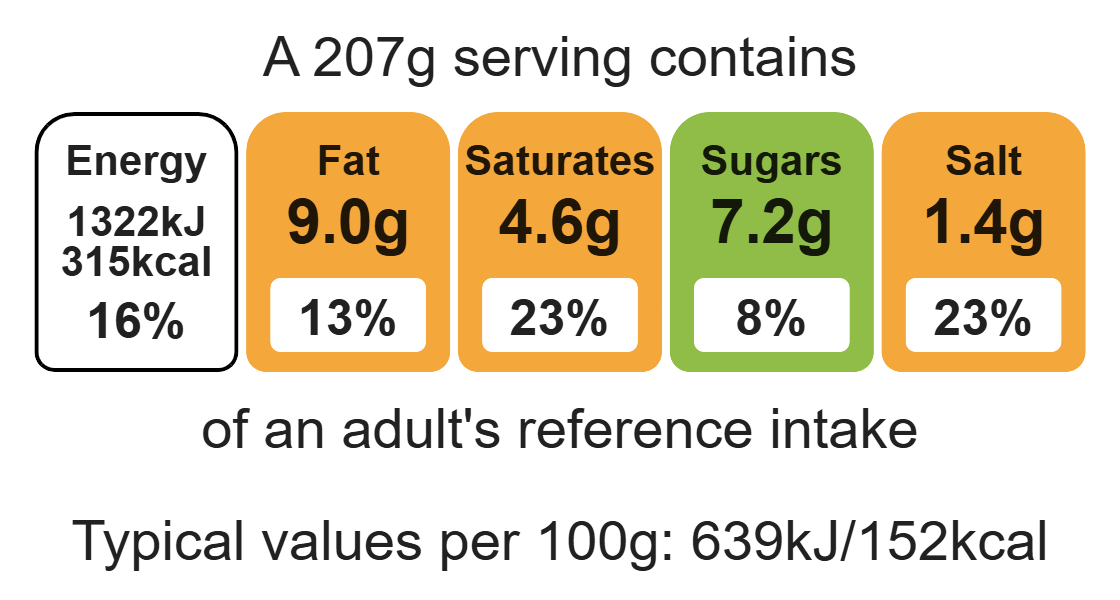 A 207g serving contains
Energy
1322kJ
315kcal
16%
Fat
9.0g
13%
Saturates
4.6g
23%
Sugars
7.2g
8%
Salt
1.4g
23%
of an adult's reference intake
Typical values per 100g: 639kJ/152kcal